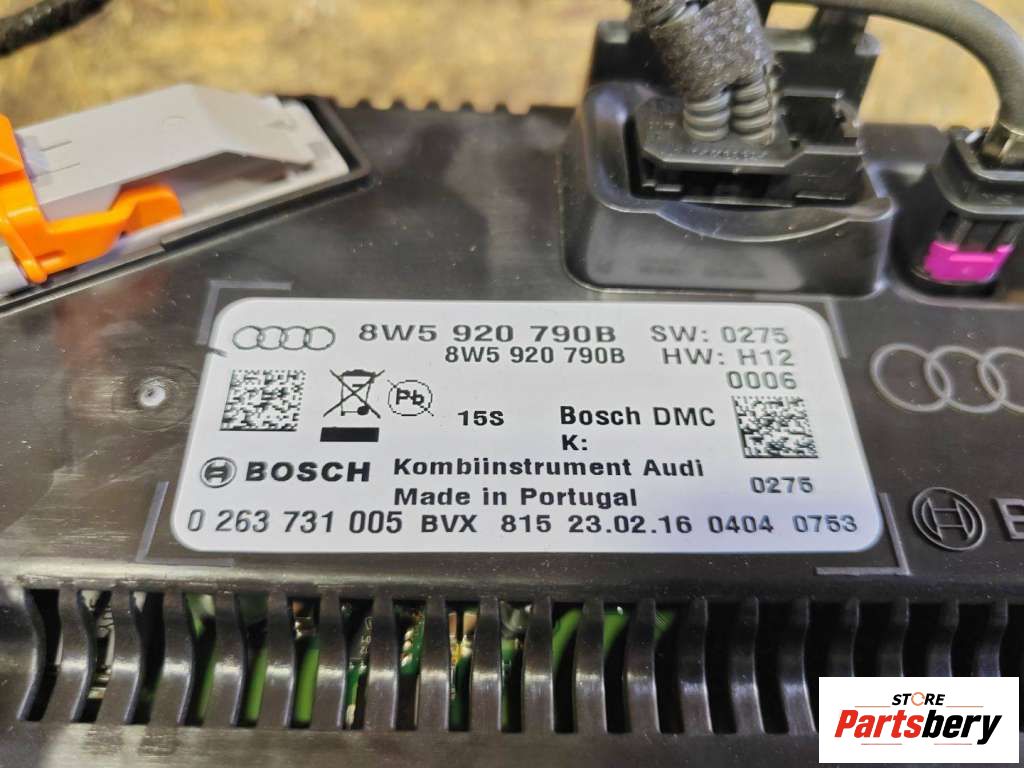 8W5 920 790B SW: 0275
8W5 920 790B HW: H12
0006
Pb
15S Bosch DMC
K:
BOSCH Kombiinstrument Audi 0275
Made in Portugal
0 263 731 005 BVX 815 23.02.16 0404 0753
STORE
Partsbery